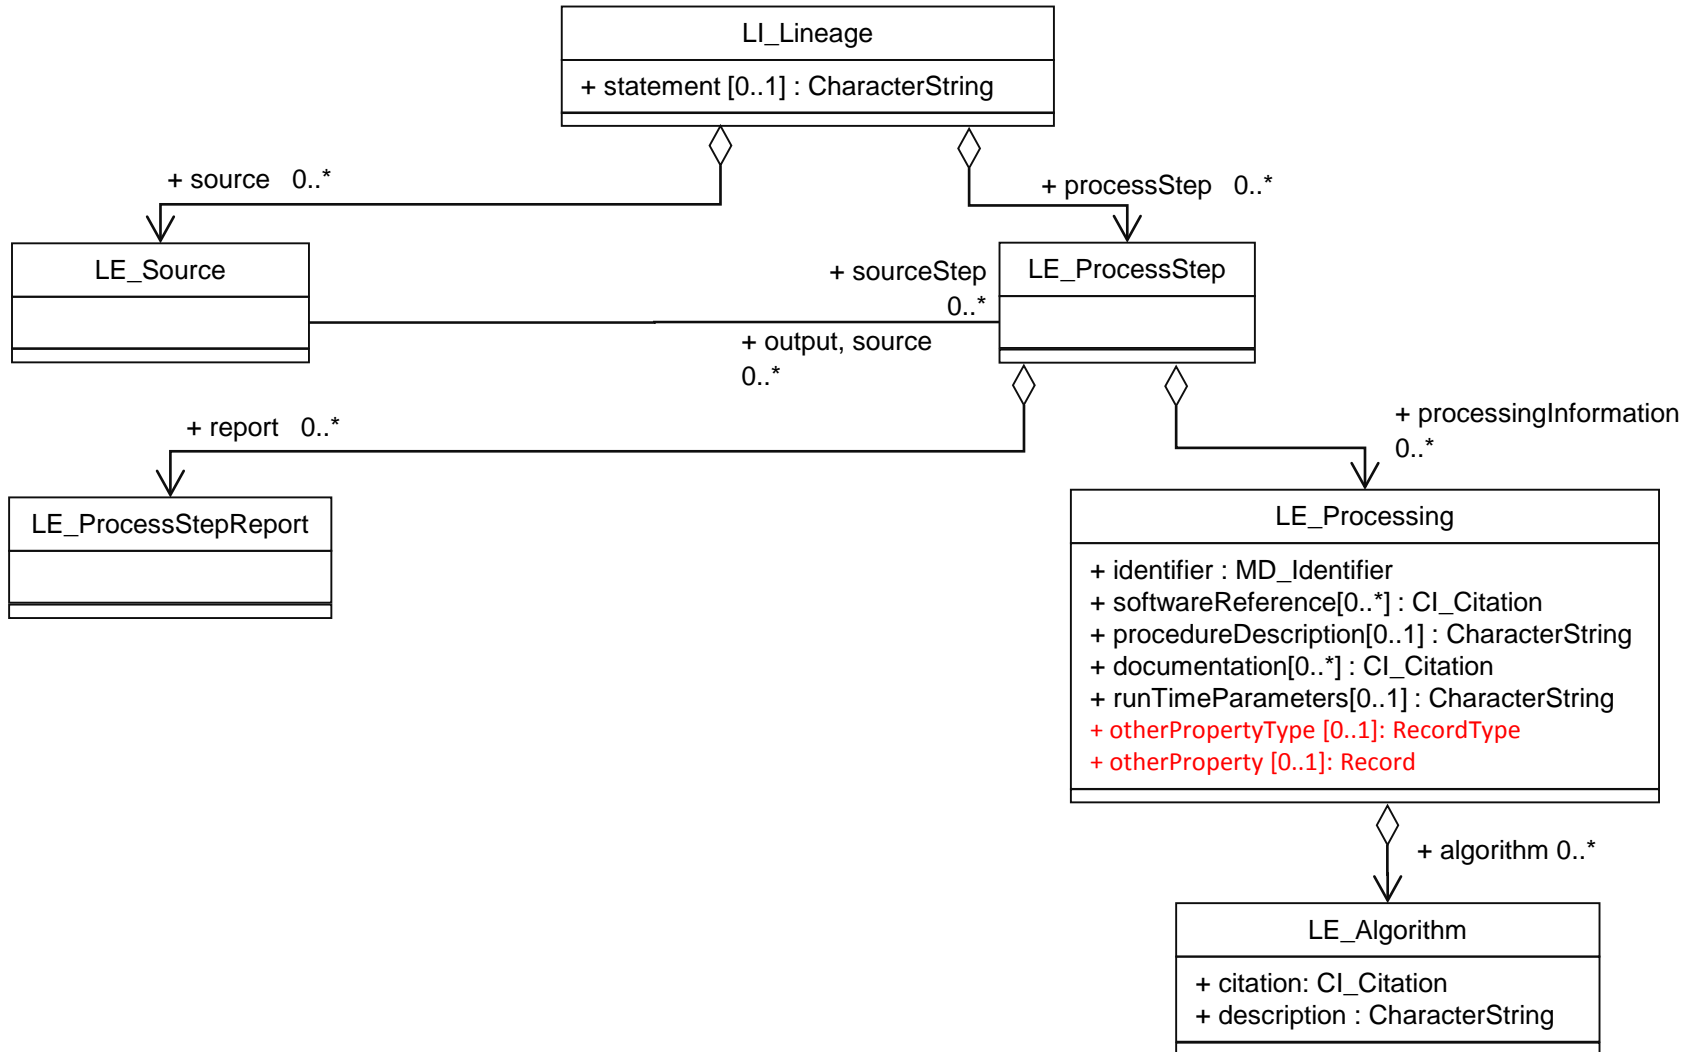 LI_Lineage
+ statement [0..1] : CharacterString
+ source   0..*
+ processStep   0..*
LE_Source
+ sourceStep
0..*
LE_ProcessStep
+ output, source
0..*
+ report   0..*
+ processingInformation
0..*
LE_ProcessStepReport
LE_Processing
+ identifier : MD_Identifier
+ softwareReference[0..*] : CI_Citation
+ procedureDescription[0..1] : CharacterString
+ documentation[0..*] : CI_Citation
+ runTimeParameters[0..1] : CharacterString
+ otherPropertyType [0..1]: RecordType
+ otherProperty [0..1]: Record
+ algorithm 0..*
LE_Algorithm
+ citation: CI_Citation
+ description : CharacterString